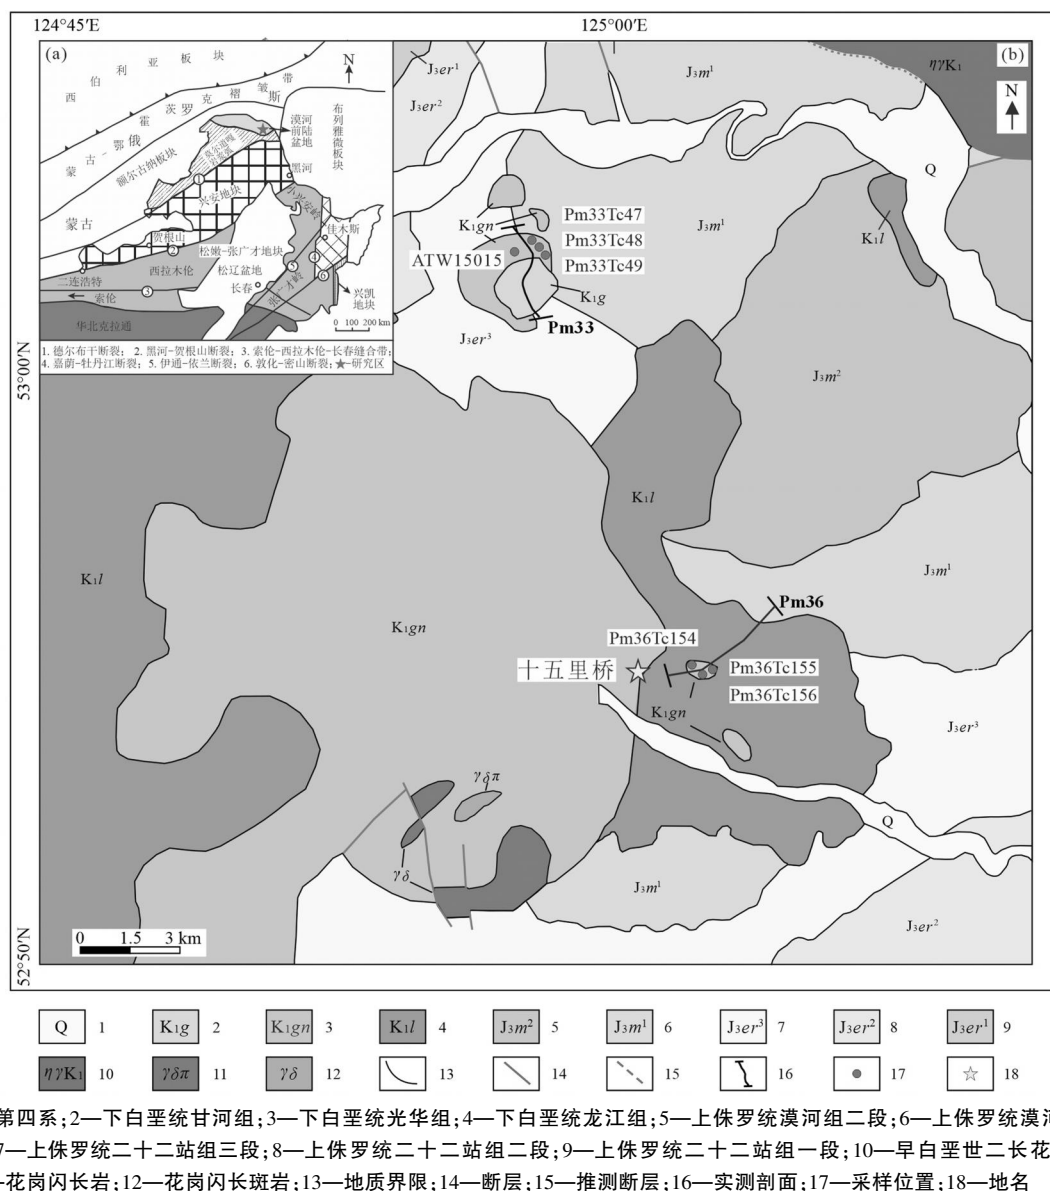 124°45′E
125°00′E
(a)
(b)
N
N
西伯利亚板块
蒙古-鄂霍茨克褶皱带
俄罗斯
额尔古纳板块
漠河
前陆
盆地
布列雅微板块
黑河
兴安地块
小兴安岭
蒙古
贺根山
佳木斯
松嫩-张广才地块
西拉木伦
松辽盆地
二连浩特
长春
张广才岭
索伦
兴凯
地块
华北克拉通
0 100 200 km
1
2
3
4
5
6
1. 德尔布干断裂; 2. 黑河-贺根山断裂; 3. 索伦-西拉木伦-长春缝合带;
4. 嘉荫-牡丹江断裂; 5. 伊通-依兰断裂; 6. 敦化-密山断裂; ★-研究区
J₃er¹
J₃er²
J₃m¹
ηγK₁
Q
K₁l
K₁gn
Pm33Tc47
Pm33Tc48
Pm33Tc49
ATW15015
K₁g
Pm33
J₃er³
J₃m¹
J₃m²
53°00′N
K₁l
K₁l
J₃m¹
K₁gn
Pm36
Pm36Tc154
十五里桥
Pm36Tc155
Pm36Tc156
K₁gn
J₃er³
γδπ
Q
γδ
J₃m¹
J₃er²
52°50′N
0 1.5 3 km
Q 1 K₁g 2 K₁gn 3 K₁l 4 J₃m² 5 J₃m¹ 6 J₃er³ 7 J₃er² 8 J₃er¹ 9
ηγK₁ 10 γδπ 11 γδ 12 13 14 15 16 17 18
第四系;2—下白垩统甘河组;3—下白垩统光华组;4—下白垩统龙江组;5—上侏罗统漠河组二段;6—上侏罗统漠河
7—上侏罗统二十二站组三段;8—上侏罗统二十二站组二段;9—上侏罗统二十二站组一段;10—早白垩世二长花
花岗闪长岩;12—花岗闪长斑岩;13—地质界限;14—断层;15—推测断层;16—实测剖面;17—采样位置;18—地名